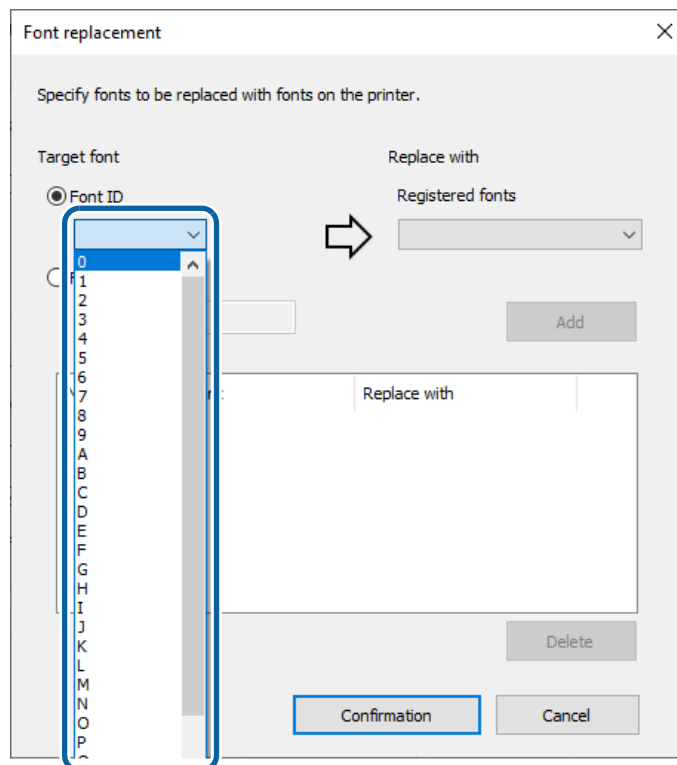 Font replacement
Specify fonts to be replaced with fonts on the printer.
Target font
Replace with
Font ID
Registered fonts
0
1
2
3
4
5
6
7
8
9
A
B
C
D
E
F
G
H
I
J
K
L
M
N
O
P
Add
Replace with
Delete
Confirmation
Cancel